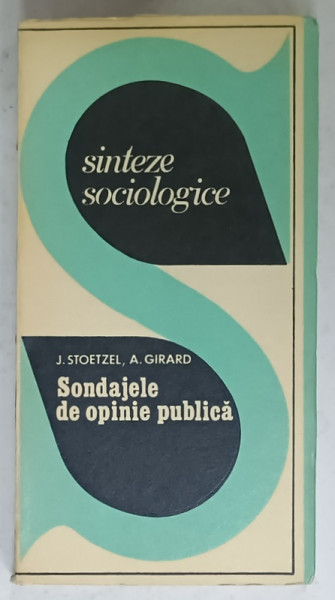 sinteze
sociologice
J. STOETZEL, A. GIRARD
Sondajele
de opinie publică